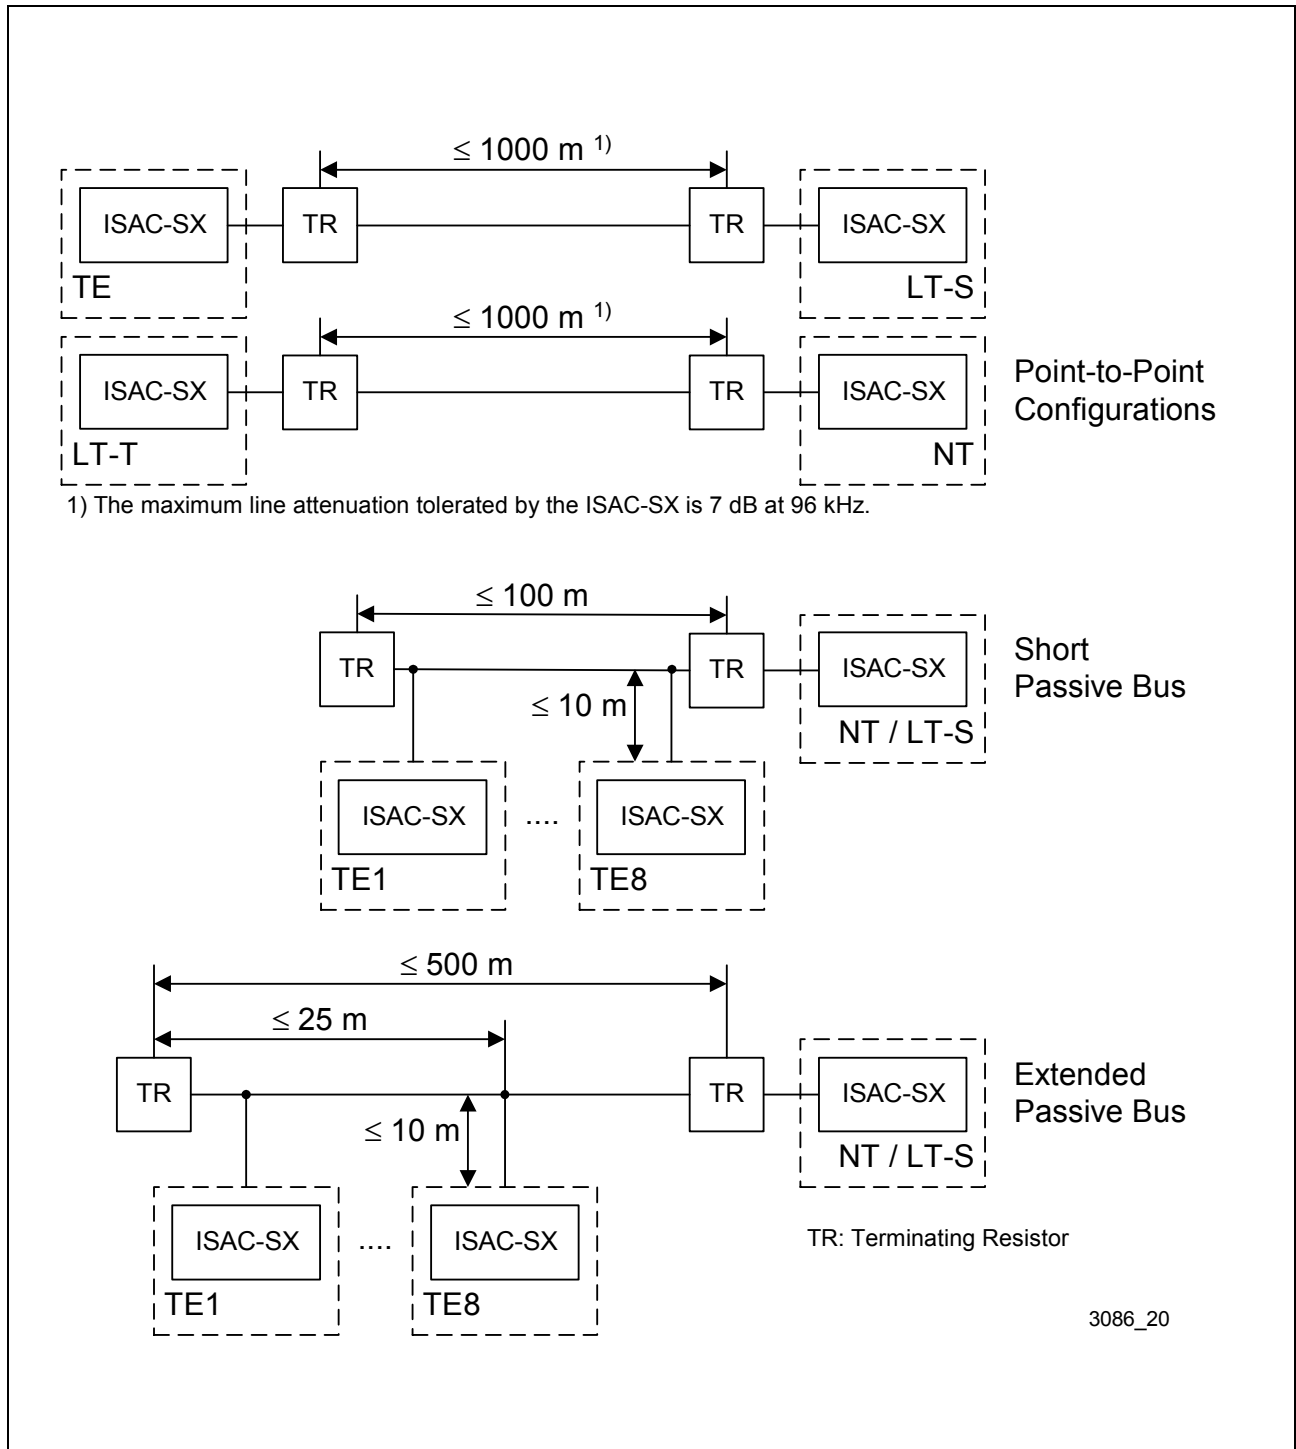 ≤ 1000 m 1)
ISAC-SX TR TR ISAC-SX
TE LT-S
≤ 1000 m 1)
ISAC-SX TR TR ISAC-SX
LT-T NT
Point-to-Point
Configurations
1) The maximum line attenuation tolerated by the ISAC-SX is 7 dB at 96 kHz.
≤ 100 m
TR TR ISAC-SX
≤ 10 m
NT / LT-S
Short
Passive Bus
ISAC-SX .... ISAC-SX
TE1 TE8
≤ 500 m
≤ 25 m
TR TR ISAC-SX
≤ 10 m
NT / LT-S
Extended
Passive Bus
ISAC-SX .... ISAC-SX
TE1 TE8
TR: Terminating Resistor
3086_20